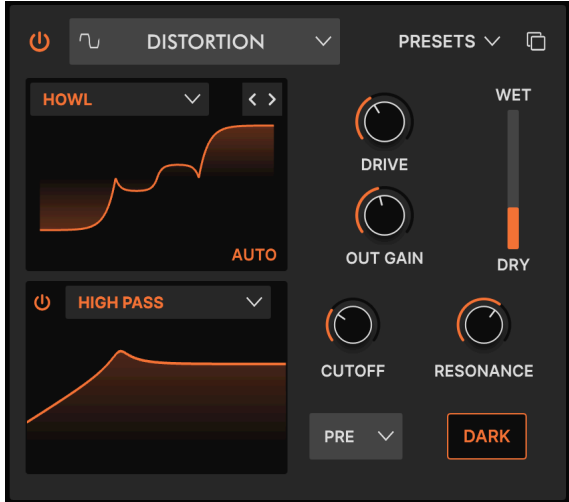 DISTORTION
PRESETS
HOWL
WET
DRIVE
AUTO
OUT GAIN
DRY
HIGH PASS
CUTOFF
RESONANCE
PRE
DARK